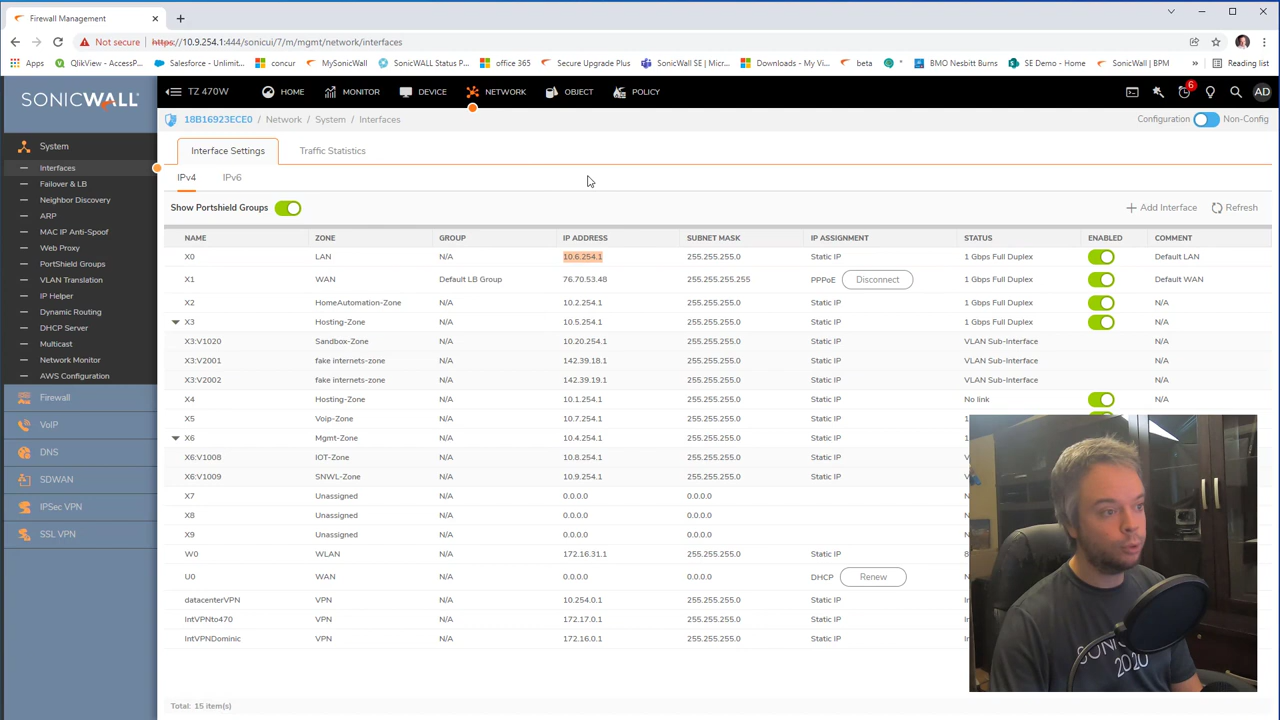 Firewall Management
Not secure https://10.9.254.1:444/sonicui/7/m/mgmt/network/interfaces
Apps QlikView - AccessP... Salesforce - Unlimit... concur MySonicWall SonicWALL Status P... office 365 Secure Upgrade Plus SonicWall SE | Micro... Downloads - My Vi... beta BMO Nesbitt Burns SE Demo - Home SonicWall | BPM Reading list
SONICWALL TZ 470W HOME MONITOR DEVICE NETWORK OBJECT POLICY 6 AD
18B16923ECE0 / Network / System / Interfaces Configuration Non-Config
System
Interfaces
Failover & LB
Neighbor Discovery
ARP
MAC IP Anti-Spoof
Web Proxy
PortShield Groups
VLAN Translation
IP Helper
Dynamic Routing
DHCP Server
Multicast
Network Monitor
AWS Configuration
Firewall
VoIP
DNS
SDWAN
IPSec VPN
SSL VPN
Interface Settings Traffic Statistics
IPv4 IPv6
Show Portshield Groups Add Interface Refresh
NAME ZONE GROUP IP ADDRESS SUBNET MASK IP ASSIGNMENT STATUS ENABLED COMMENT
X0 LAN N/A 10.6.254.1 255.255.255.0 Static IP 1 Gbps Full Duplex Default LAN
X1 WAN Default LB Group 76.70.53.48 255.255.255.255 PPPoE Disconnect 1 Gbps Full Duplex Default WAN
X2 HomeAutomation-Zone N/A 10.2.254.1 255.255.255.0 Static IP 1 Gbps Full Duplex N/A
X3 Hosting-Zone N/A 10.5.254.1 255.255.255.0 Static IP 1 Gbps Full Duplex N/A
X3:V1020 Sandbox-Zone N/A 10.20.254.1 255.255.255.0 Static IP VLAN Sub-Interface N/A
X3:V2001 fake internets-zone N/A 142.39.18.1 255.255.255.0 Static IP VLAN Sub-Interface N/A
X3:V2002 fake internets-zone N/A 142.39.19.1 255.255.255.0 Static IP VLAN Sub-Interface N/A
X4 Hosting-Zone N/A 10.1.254.1 255.255.255.0 Static IP No link N/A
X5 Voip-Zone N/A 10.7.254.1 255.255.255.0 Static IP
X6 Mgmt-Zone N/A 10.4.254.1 255.255.255.0 Static IP
X6:V1008 IOT-Zone N/A 10.8.254.1 255.255.255.0 Static IP
X6:V1009 SNWL-Zone N/A 10.9.254.1 255.255.255.0 Static IP
X7 Unassigned N/A 0.0.0.0 0.0.0.0
X8 Unassigned N/A 0.0.0.0 0.0.0.0
X9 Unassigned N/A 0.0.0.0 0.0.0.0
W0 WLAN N/A 172.16.31.1 255.255.255.0 Static IP
U0 WAN N/A 0.0.0.0 0.0.0.0 DHCP Renew
datacenterVPN VPN N/A 10.254.0.1 255.255.255.0 Static IP
IntVPNto470 VPN N/A 172.17.0.1 255.255.255.0 Static IP
IntVPNDominic VPN N/A 172.16.0.1 255.255.255.0 Static IP
Total: 15 item(s)
2020